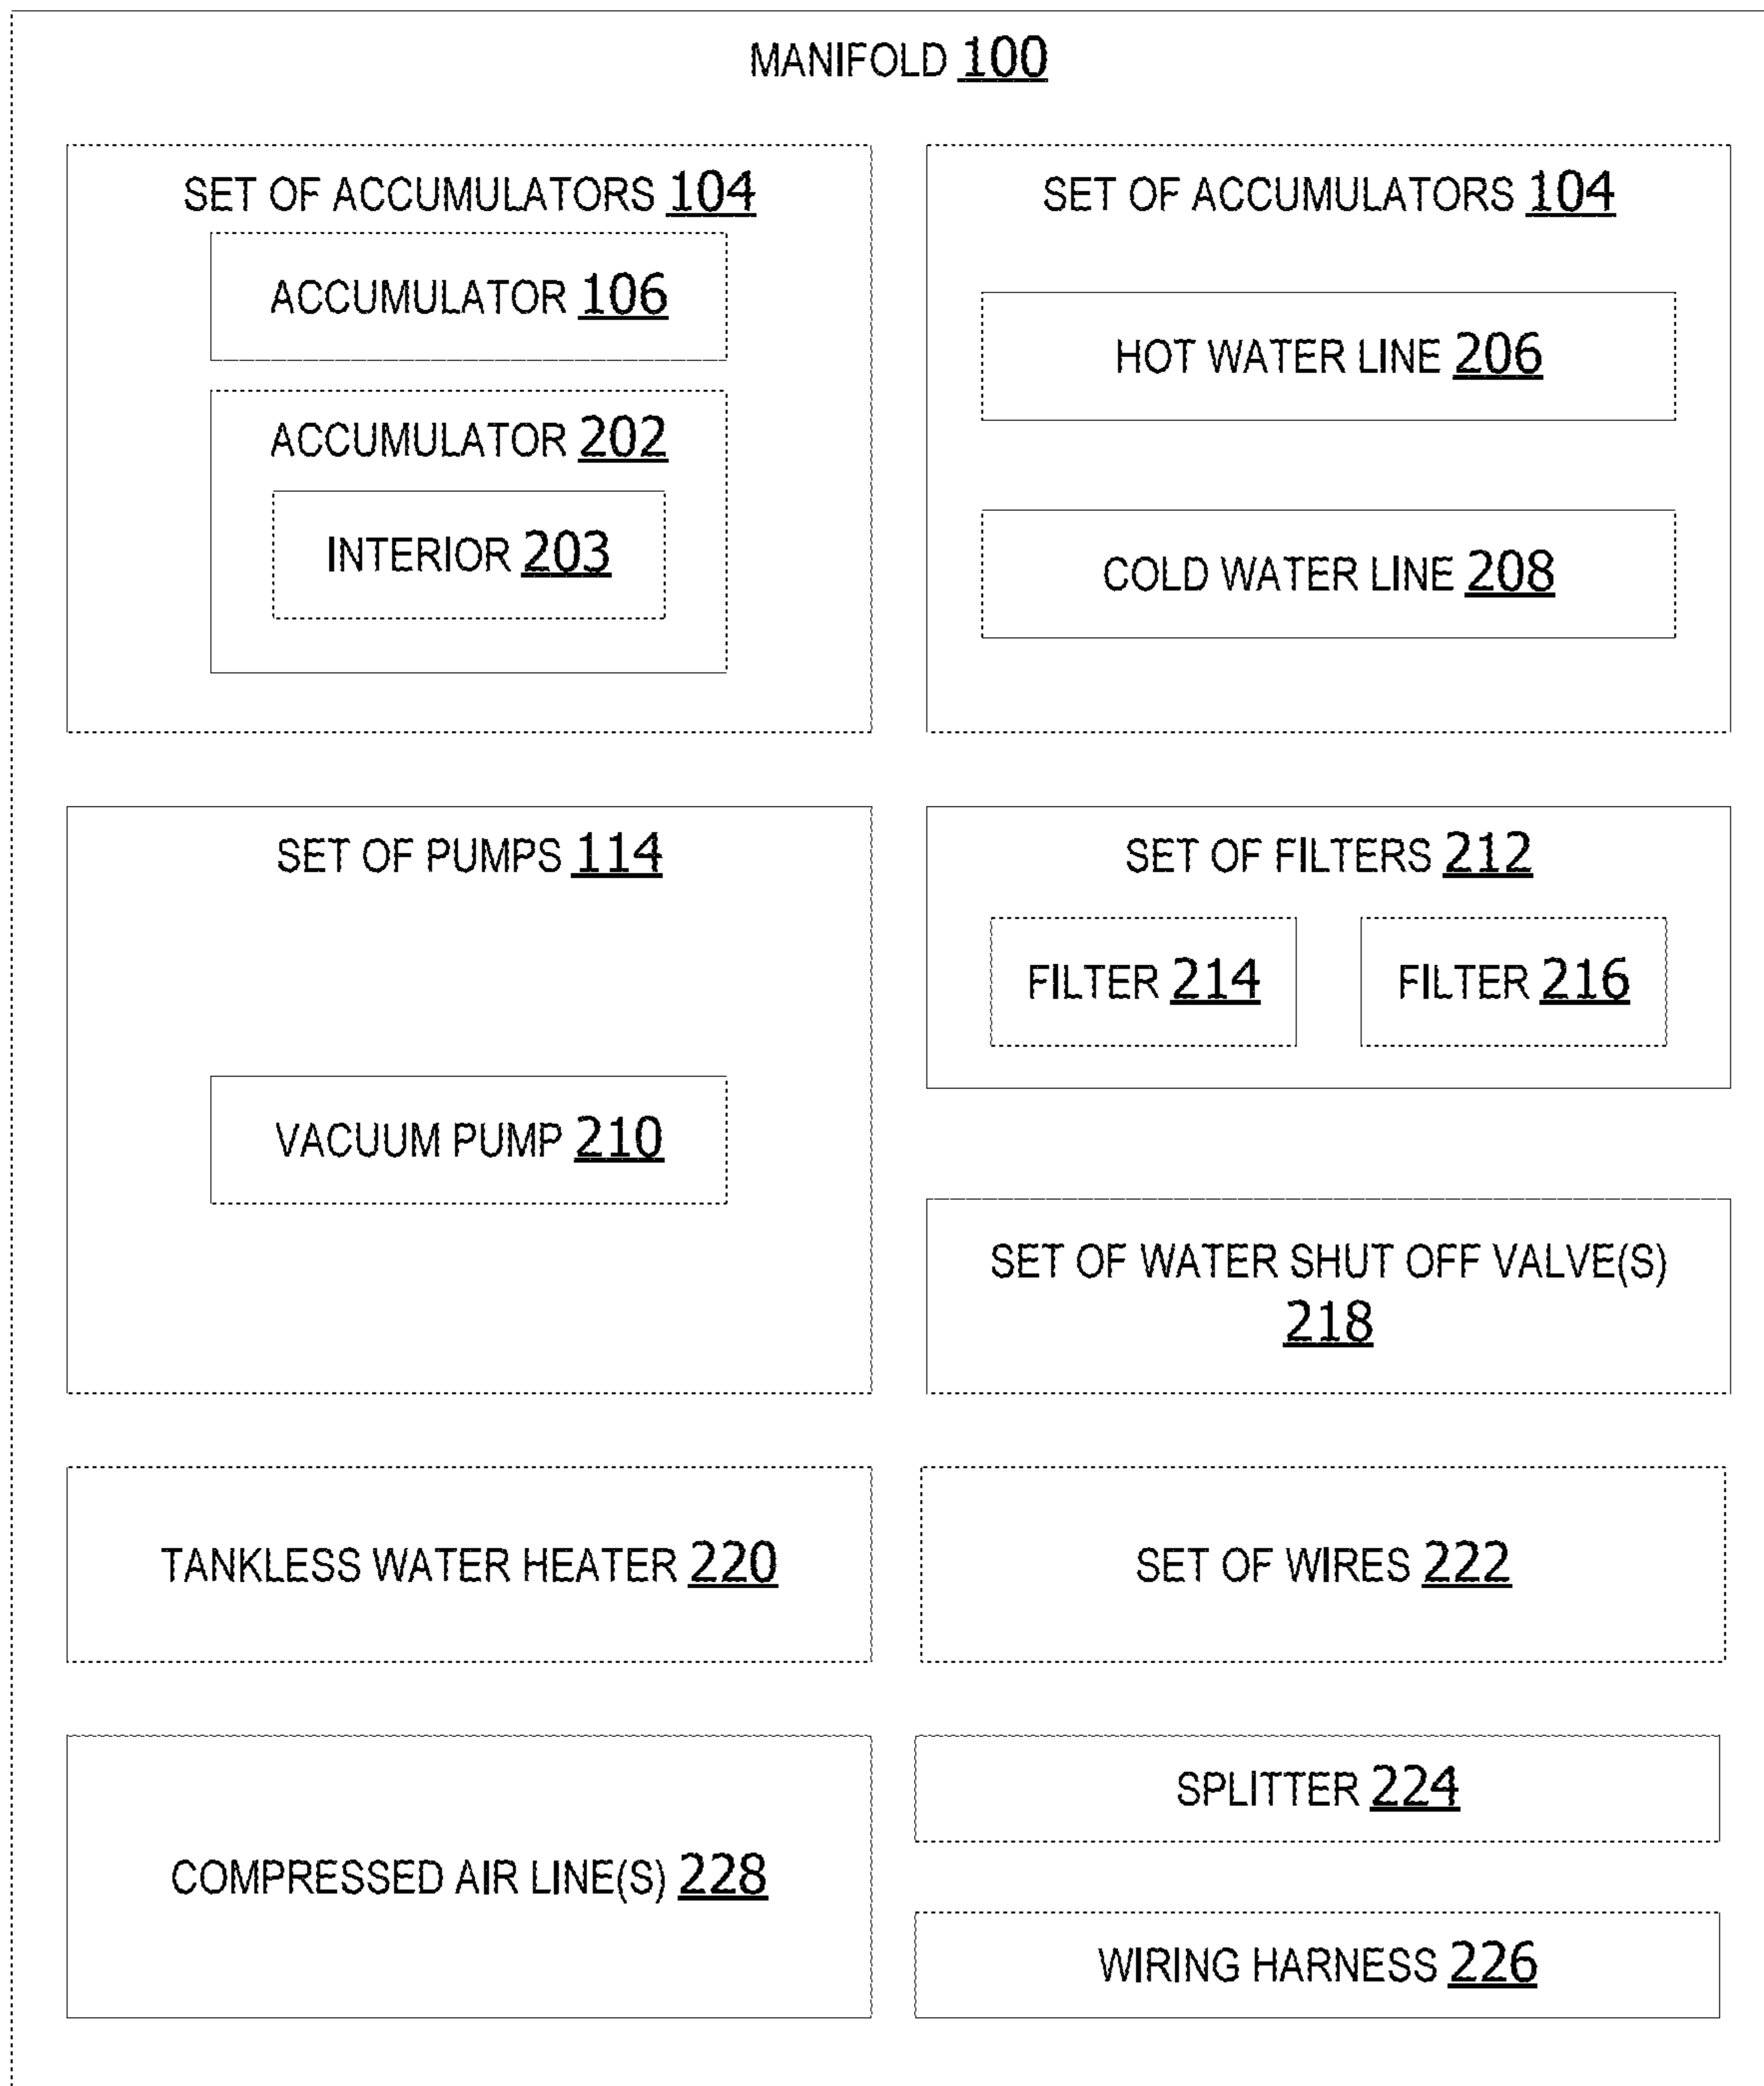 MANIFOLD 100
SET OF ACCUMULATORS 104
ACCUMULATOR 106
ACCUMULATOR 202
INTERIOR 203
SET OF ACCUMULATORS 104
HOT WATER LINE 206
COLD WATER LINE 208
SET OF PUMPS 114
VACUUM PUMP 210
SET OF FILTERS 212
FILTER 214
FILTER 216
SET OF WATER SHUT OFF VALVE(S)
218
TANKLESS WATER HEATER 220
SET OF WIRES 222
COMPRESSED AIR LINE(S) 228
SPLITTER 224
WIRING HARNESS 226